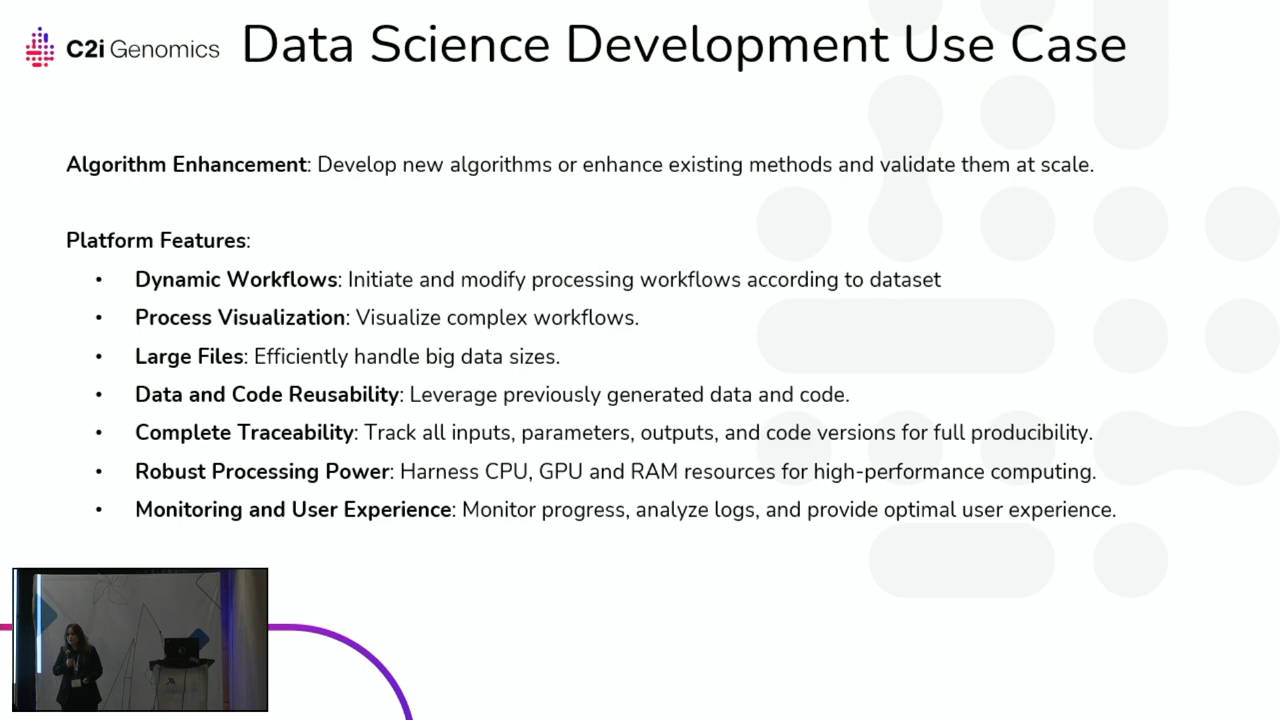 C2i Genomics
Data Science Development Use Case
Algorithm Enhancement: Develop new algorithms or enhance existing methods and validate them at scale.
Platform Features:
• Dynamic Workflows: Initiate and modify processing workflows according to dataset
• Process Visualization: Visualize complex workflows.
• Large Files: Efficiently handle big data sizes.
• Data and Code Reusability: Leverage previously generated data and code.
• Complete Traceability: Track all inputs, parameters, outputs, and code versions for full producibility.
• Robust Processing Power: Harness CPU, GPU and RAM resources for high-performance computing.
• Monitoring and User Experience: Monitor progress, analyze logs, and provide optimal user experience.